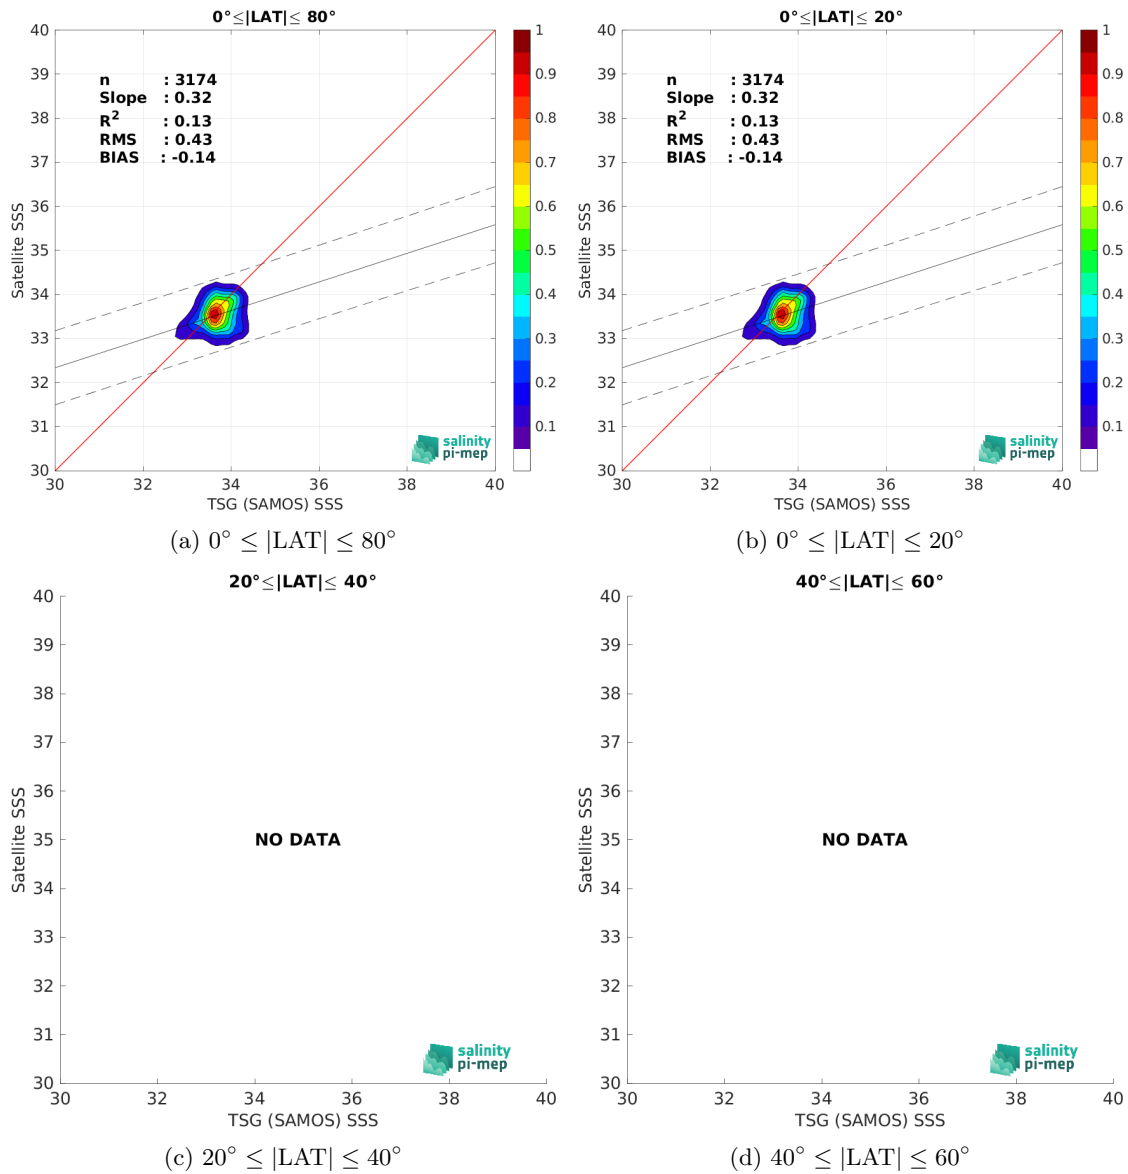 0°≤|LAT|≤ 80°
40
39
38
37
36
35
34
33
32
31
30
Satellite SSS
n : 3174
Slope : 0.32
R² : 0.13
RMS : 0.43
BIAS : -0.14
salinity
pi-mep
30 32 34 36 38 40
TSG (SAMOS) SSS
1
0.9
0.8
0.7
0.6
0.5
0.4
0.3
0.2
0.1
(a) 0° ≤ |LAT| ≤ 80°
0°≤|LAT|≤ 20°
40
39
38
37
36
35
34
33
32
31
30
Satellite SSS
n : 3174
Slope : 0.32
R² : 0.13
RMS : 0.43
BIAS : -0.14
salinity
pi-mep
30 32 34 36 38 40
TSG (SAMOS) SSS
1
0.9
0.8
0.7
0.6
0.5
0.4
0.3
0.2
0.1
(b) 0° ≤ |LAT| ≤ 20°
20°≤|LAT|≤ 40°
40
39
38
37
36
35
34
33
32
31
30
Satellite SSS
NO DATA
salinity
pi-mep
30 32 34 36 38 40
TSG (SAMOS) SSS
(c) 20° ≤ |LAT| ≤ 40°
40°≤|LAT|≤ 60°
40
39
38
37
36
35
34
33
32
31
30
Satellite SSS
NO DATA
salinity
pi-mep
30 32 34 36 38 40
TSG (SAMOS) SSS
(d) 40° ≤ |LAT| ≤ 60°